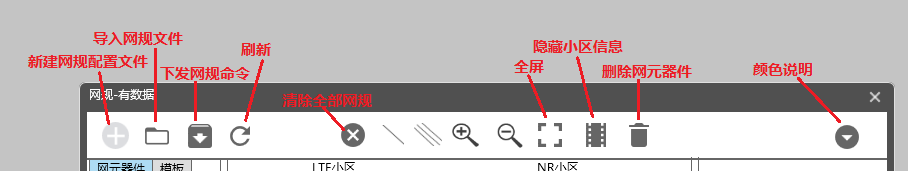 导入网规文件
新建网规配置文件
下发网规命令
刷新
清除全部网规
隐藏小区信息
全屏
删除网元器件
颜色说明
网规-有数据
网元器件
模板
LTE小区
NR小区